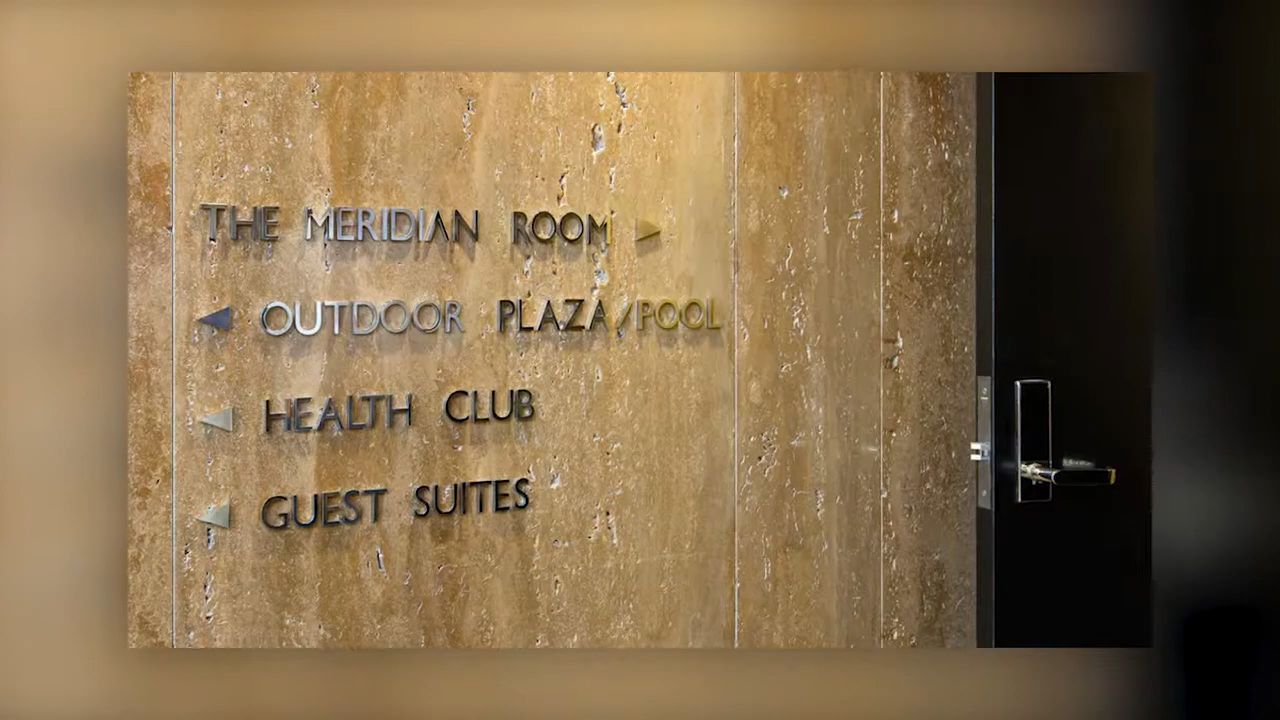 THE MERIDIAN ROOM ▶
◀ OUTDOOR PLAZA/POOL
◀ HEALTH CLUB
◀ GUEST SUITES